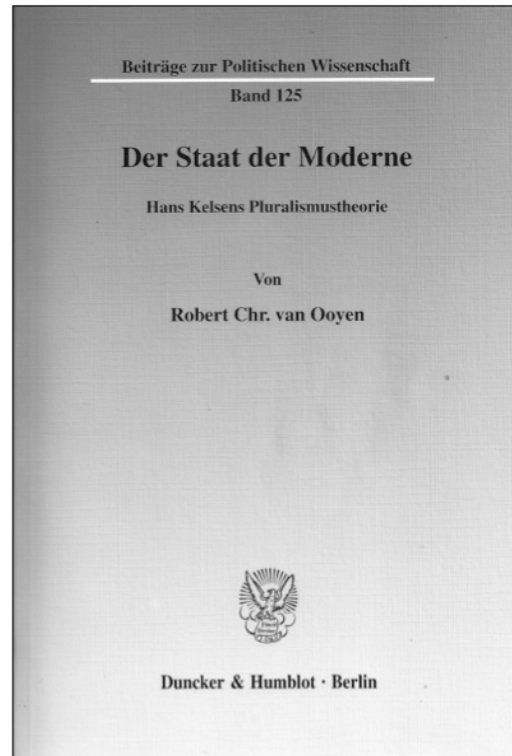 Beiträge zur Politischen Wissenschaft
Band 125
Der Staat der Moderne
Hans Kelsens Pluralismustheorie
Von
Robert Chr. van Ooyen
Duncker & Humblot · Berlin